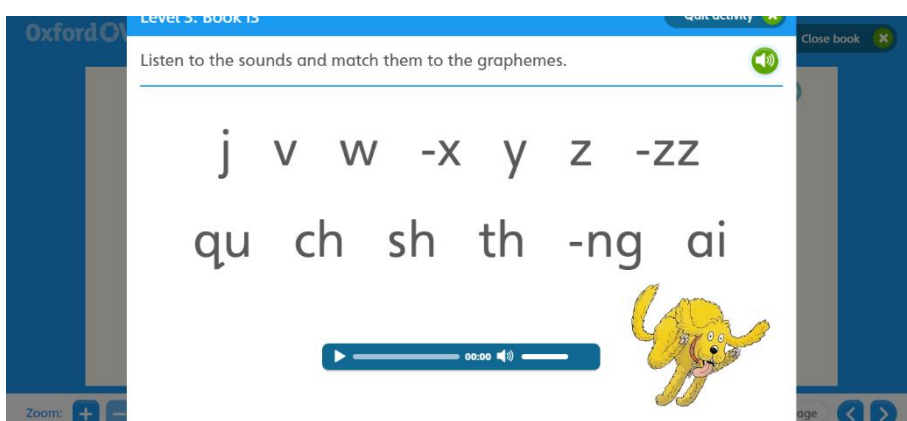 Level 3: Book 13 Quit activity
Oxford
Close book
Listen to the sounds and match them to the graphemes.
j v w -x y z -zz
qu ch sh th -ng ai
00:00
Zoom: